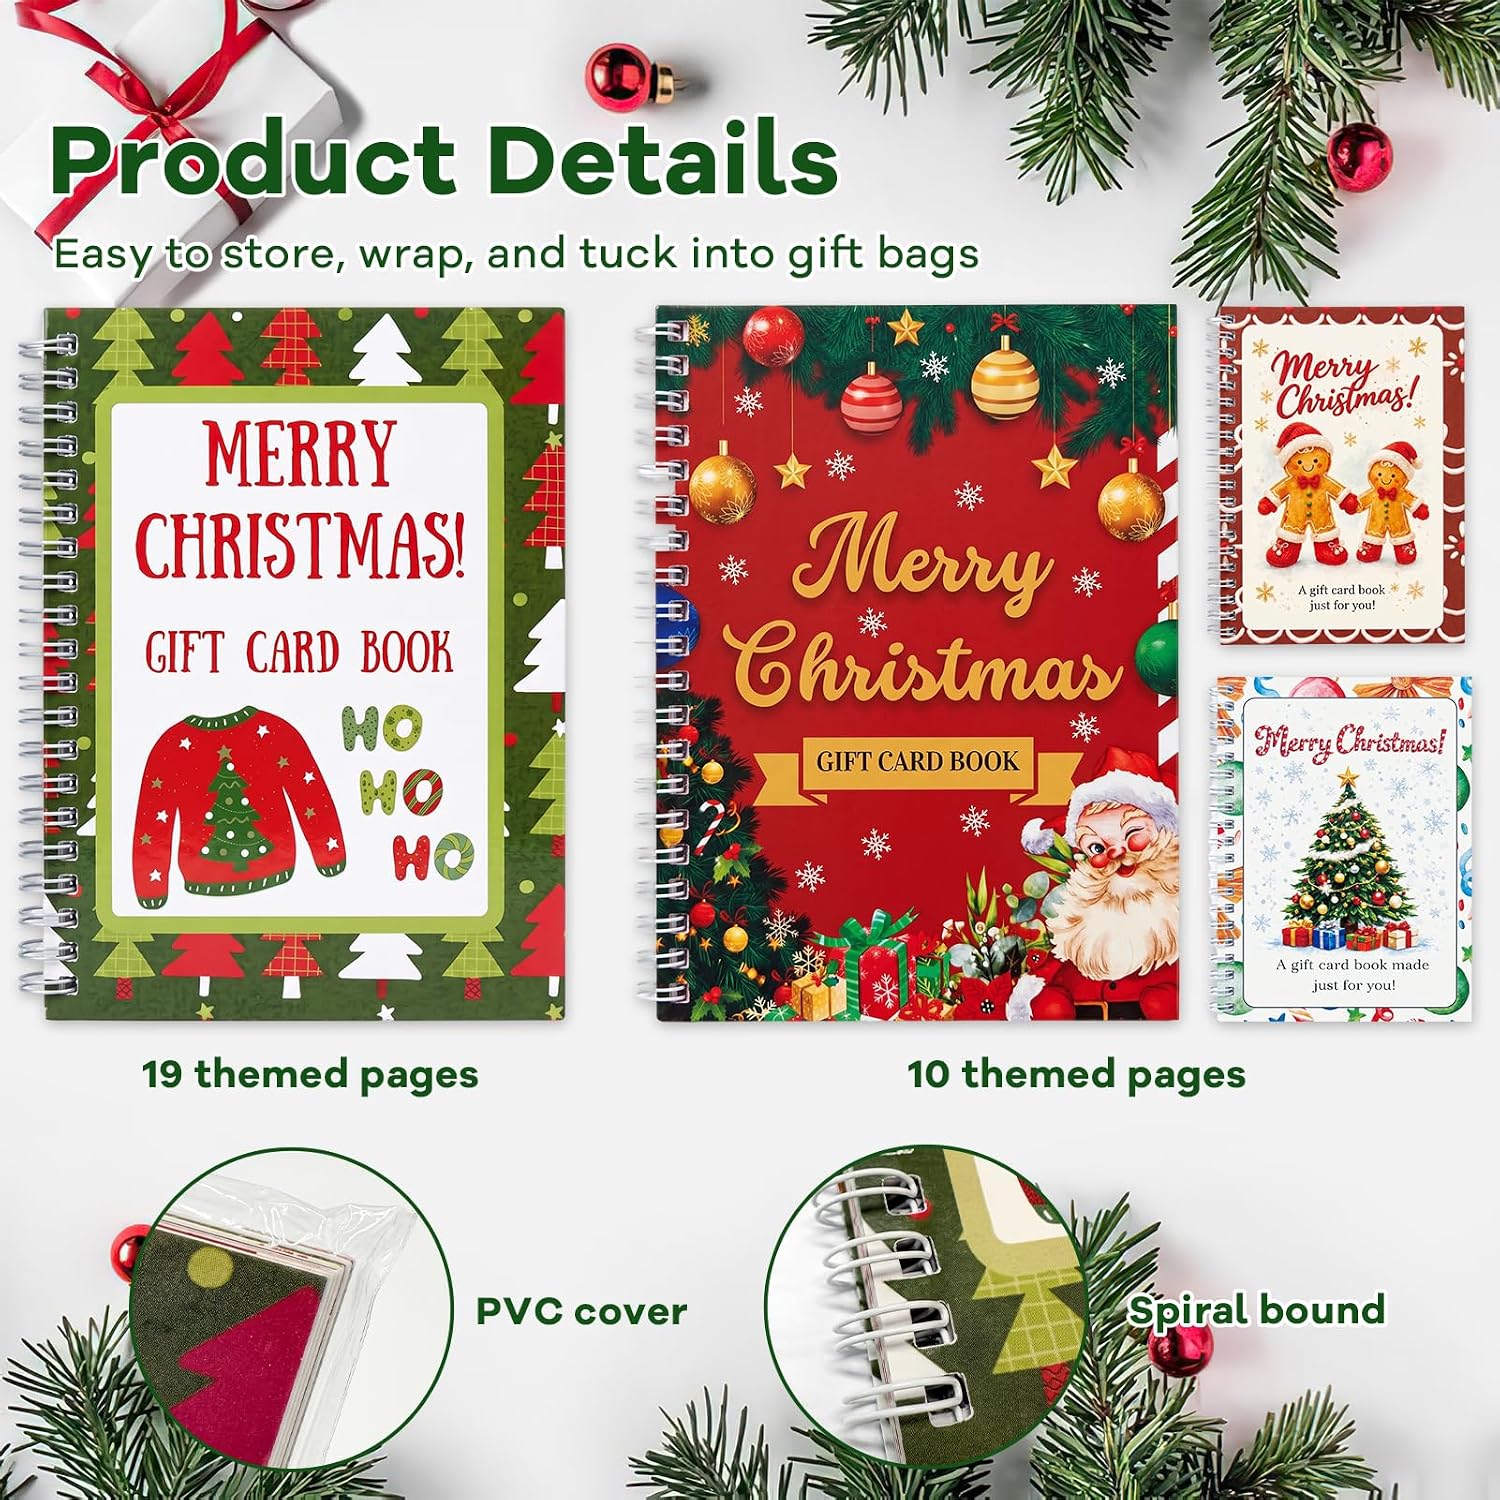 Product Details
Easy to store, wrap, and tuck into gift bags
MERRY
CHRISTMAS!
GIFT CARD BOOK
HO
HO
HO
Merry
Christmas
GIFT CARD BOOK
Merry
Christmas!
A gift card book
just for you!
Merry Christmas!
A gift card book made
just for you!
19 themed pages
10 themed pages
PVC cover
Spiral bound